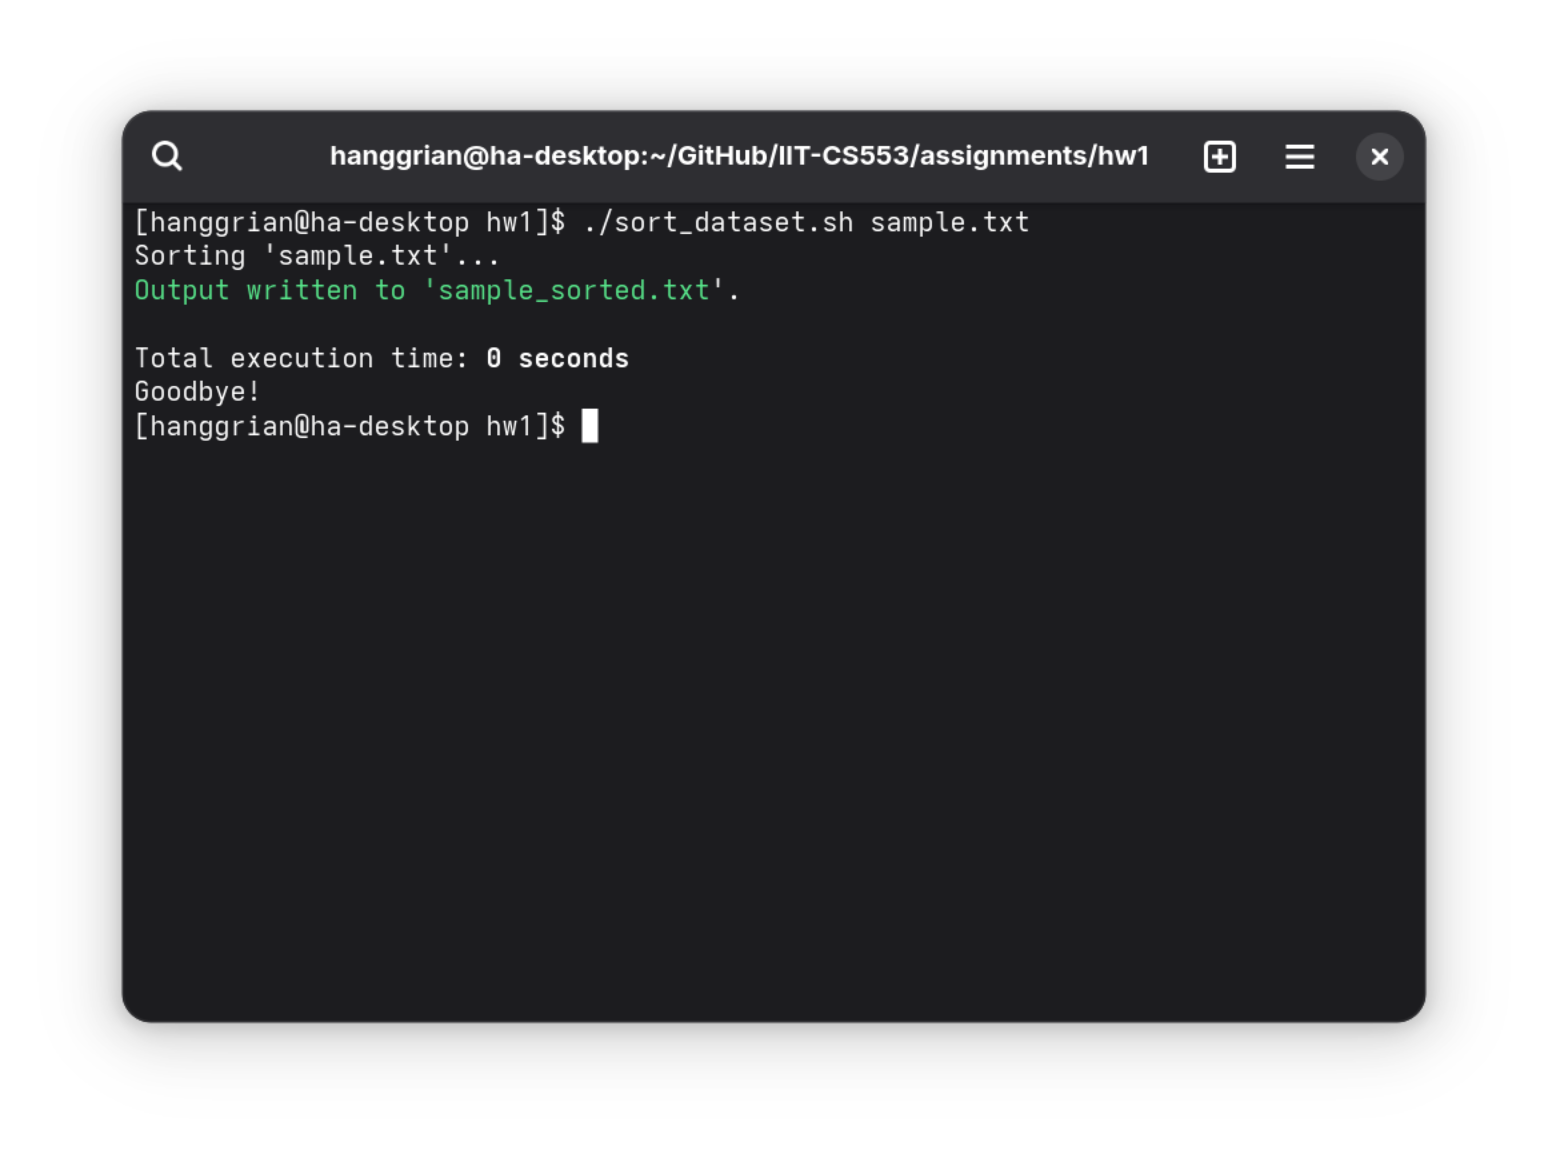 hanggrian@ha-desktop:~/GitHub/IIT-CS553/assignments/hw1
[hanggrian@ha-desktop hw1]$ ./sort_dataset.sh sample.txt
Sorting 'sample.txt'...
Output written to 'sample_sorted.txt'.
Total execution time: 0 seconds
Goodbye!
[hanggrian@ha-desktop hw1]$